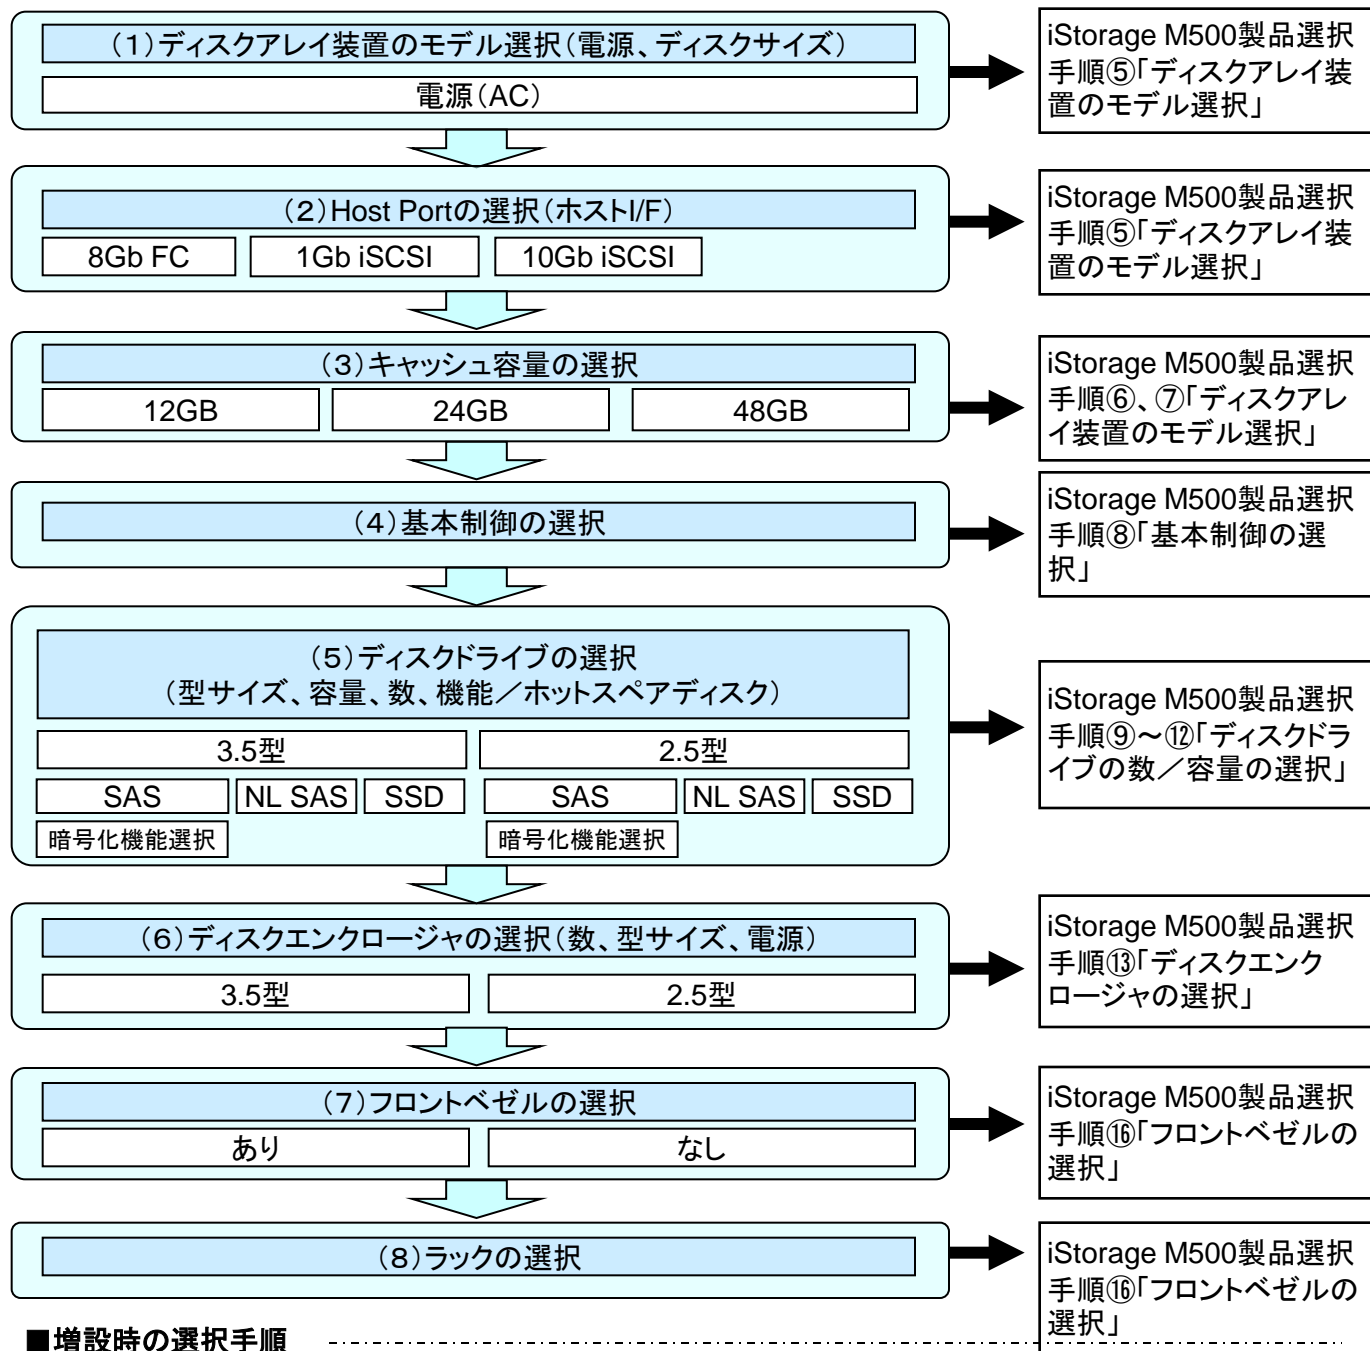 （１）ディスクアレイ装置のモデル選択（電源、ディスクサイズ）
電源（AC）
iStorage M500製品選択
手順⑤「ディスクアレイ装
置のモデル選択」
（２）Host Portの選択（ホストI/F）
8Gb FC
1Gb iSCSI
10Gb iSCSI
iStorage M500製品選択
手順⑤「ディスクアレイ装
置のモデル選択」
（３）キャッシュ容量の選択
12GB
24GB
48GB
iStorage M500製品選択
手順⑥、⑦「ディスクアレ
イ装置のモデル選択」
（４）基本制御の選択
iStorage M500製品選択
手順⑧「基本制御の選
択」
（５）ディスクドライブの選択
（型サイズ、容量、数、機能／ホットスペアディスク）
3.5型
2.5型
SAS
NL SAS
SSD
SAS
NL SAS
SSD
暗号化機能選択
暗号化機能選択
iStorage M500製品選択
手順⑨～⑫「ディスクドラ
イブの数／容量の選択」
（６）ディスクエンクロージャの選択（数、型サイズ、電源）
3.5型
2.5型
iStorage M500製品選択
手順⑬「ディスクエンク
ロージャの選択」
（７）フロントベゼルの選択
あり
なし
iStorage M500製品選択
手順⑯「フロントベゼルの
選択」
（８）ラックの選択
iStorage M500製品選択
手順⑯「フロントベゼルの
選択」
■増設時の選択手順